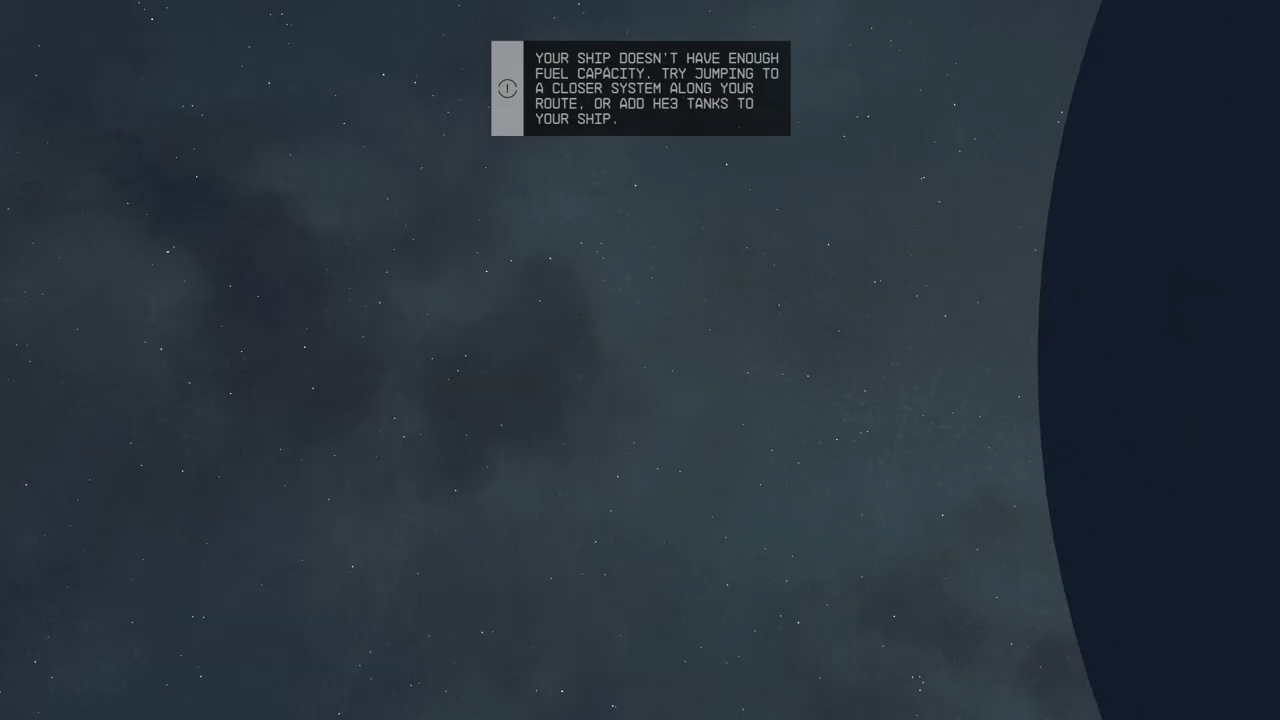 YOUR SHIP DOESN'T HAVE ENOUGH
FUEL CAPACITY. TRY JUMPING TO
A CLOSER SYSTEM ALONG YOUR
ROUTE, OR ADD HE3 TANKS TO
YOUR SHIP.